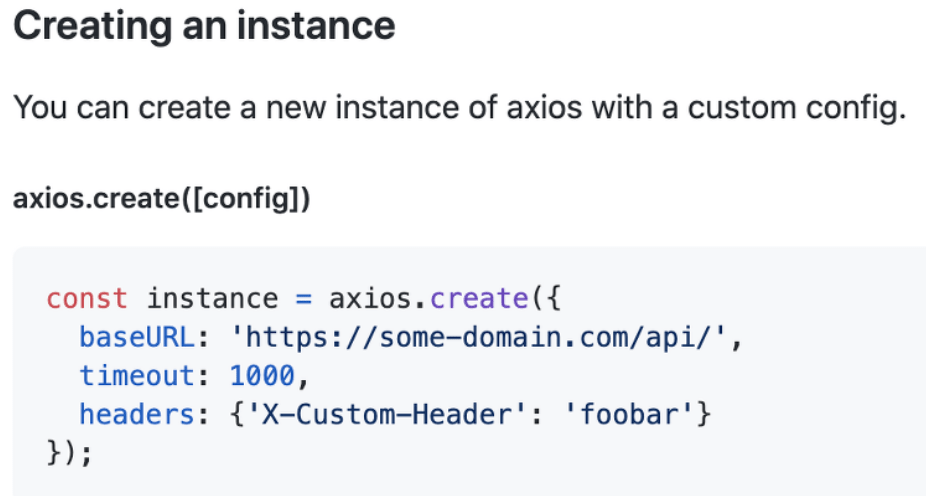 Creating an instance
You can create a new instance of axios with a custom config.
axios.create([config])
const instance = axios.create({
  baseURL: 'https://some-domain.com/api/',
  timeout: 1000,
  headers: {'X-Custom-Header': 'foobar'}
});